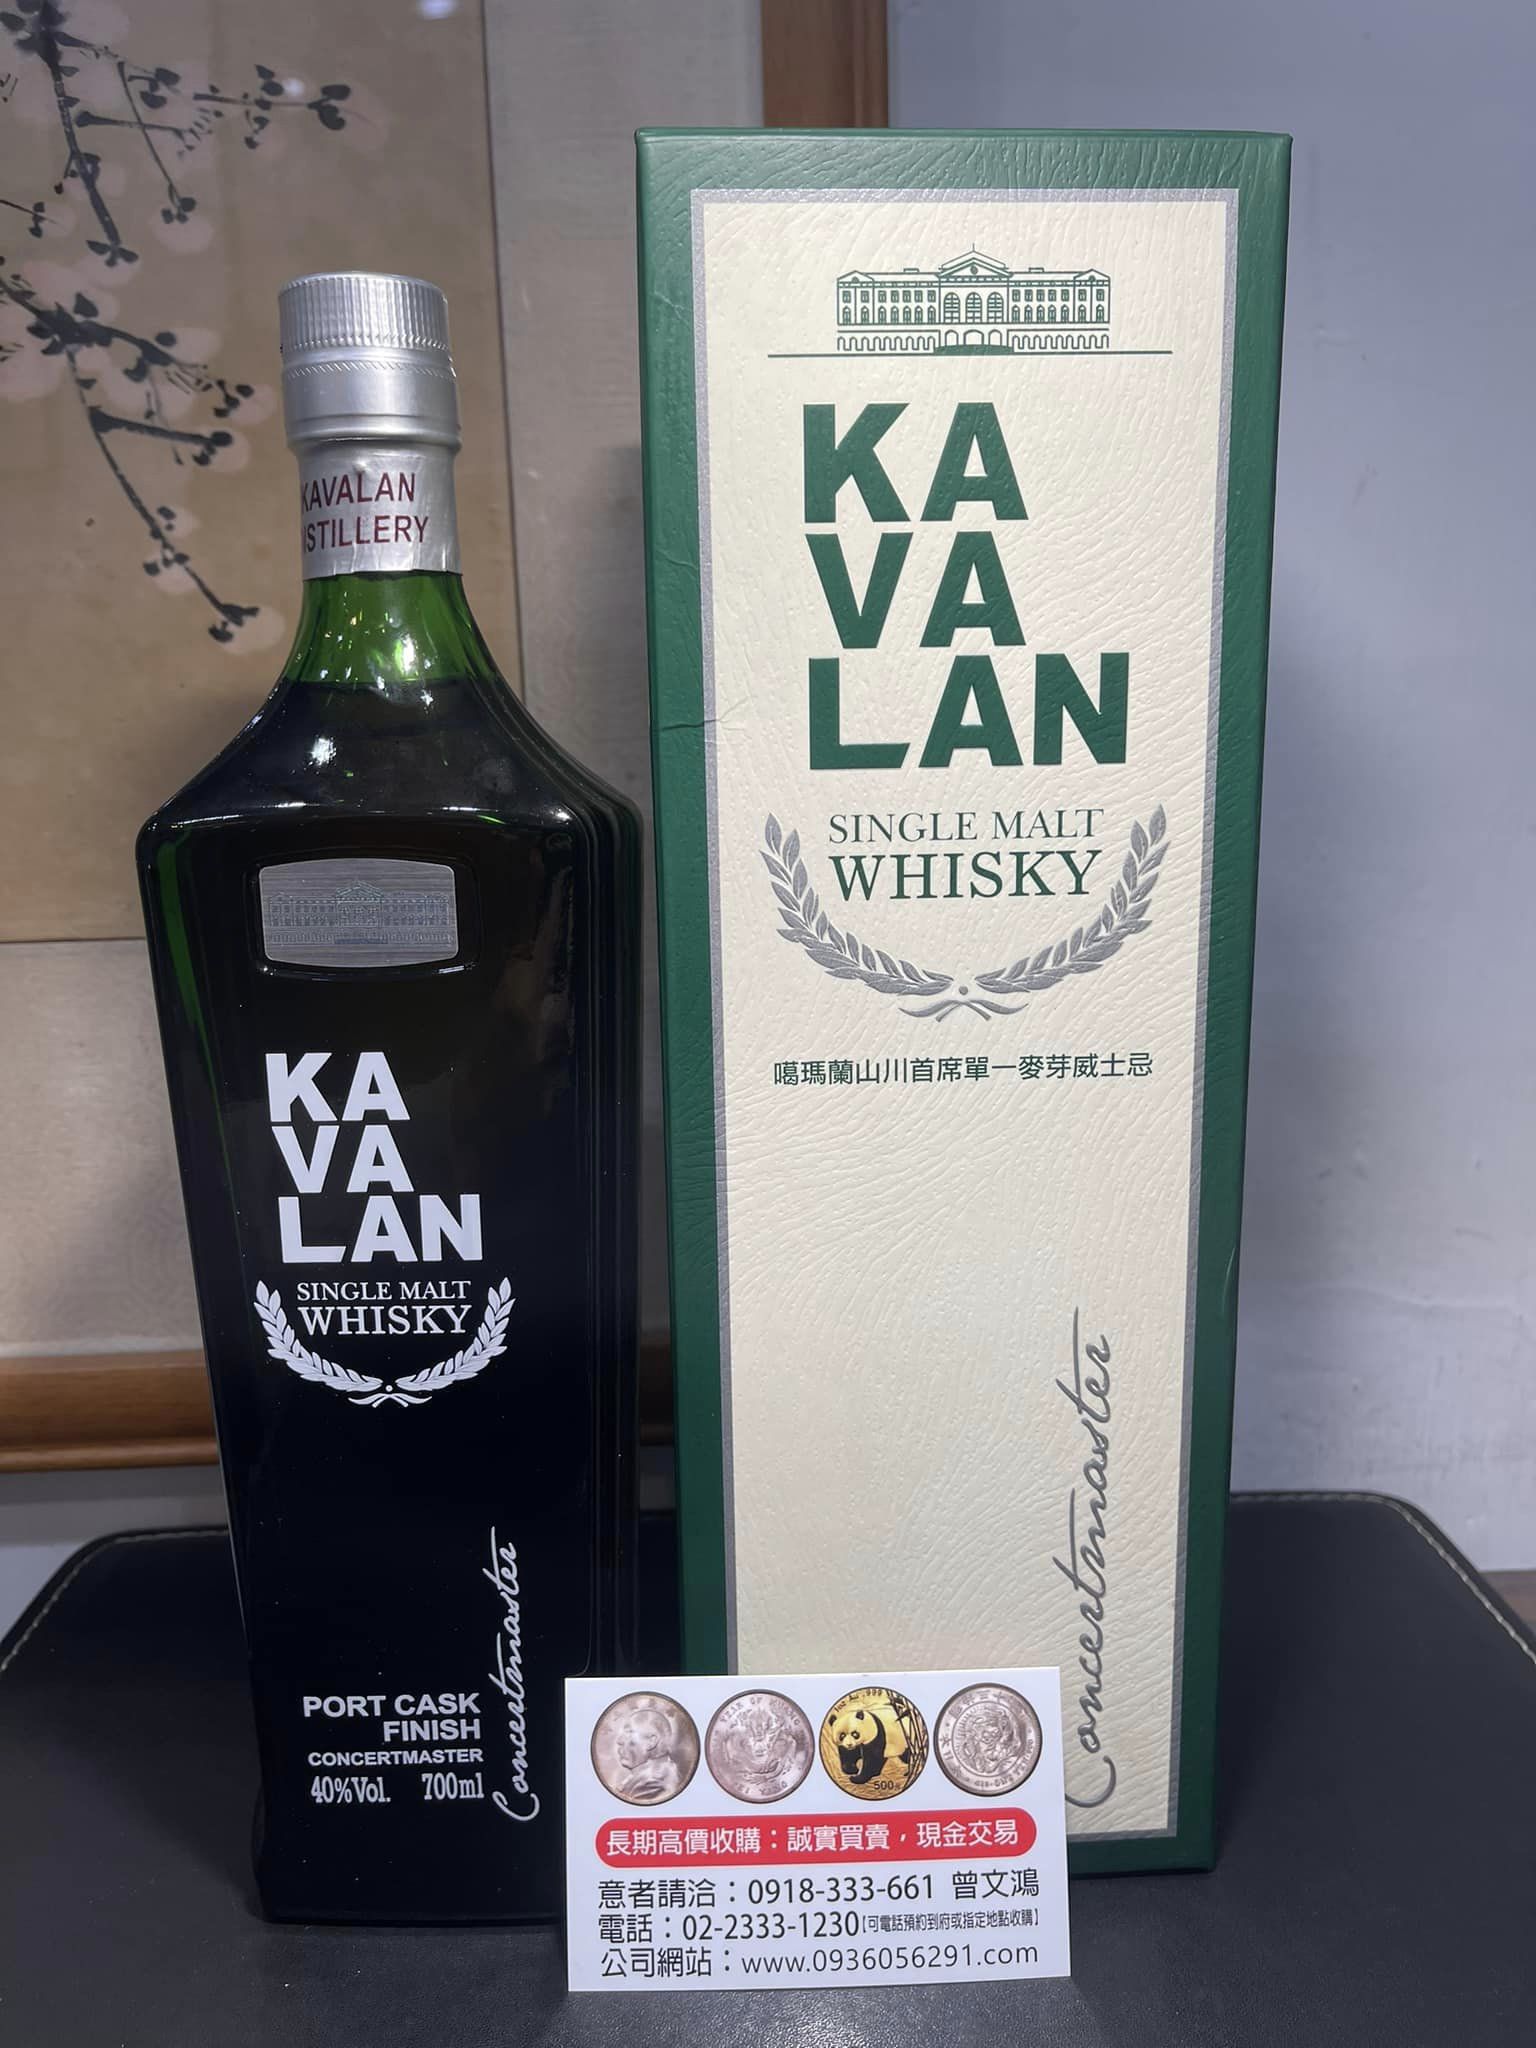 KAVALAN
ISTILLERY
KA
VA
LAN
SINGLE MALT
WHISKY
PORT CASK
FINISH
CONCERTMASTER
40%Vol. 700ml
Concertmaster
KA
VA
LAN
SINGLE MALT
WHISKY
噶瑪蘭山川首席單一麥芽威士忌
Concertmaster
長期高價收購：誠實買賣，現金交易
意者請洽：0918-333-661 曾文鴻
電話：02-2333-1230【可電話預約到府或指定地點收購】
公司網站：www.0936056291.com